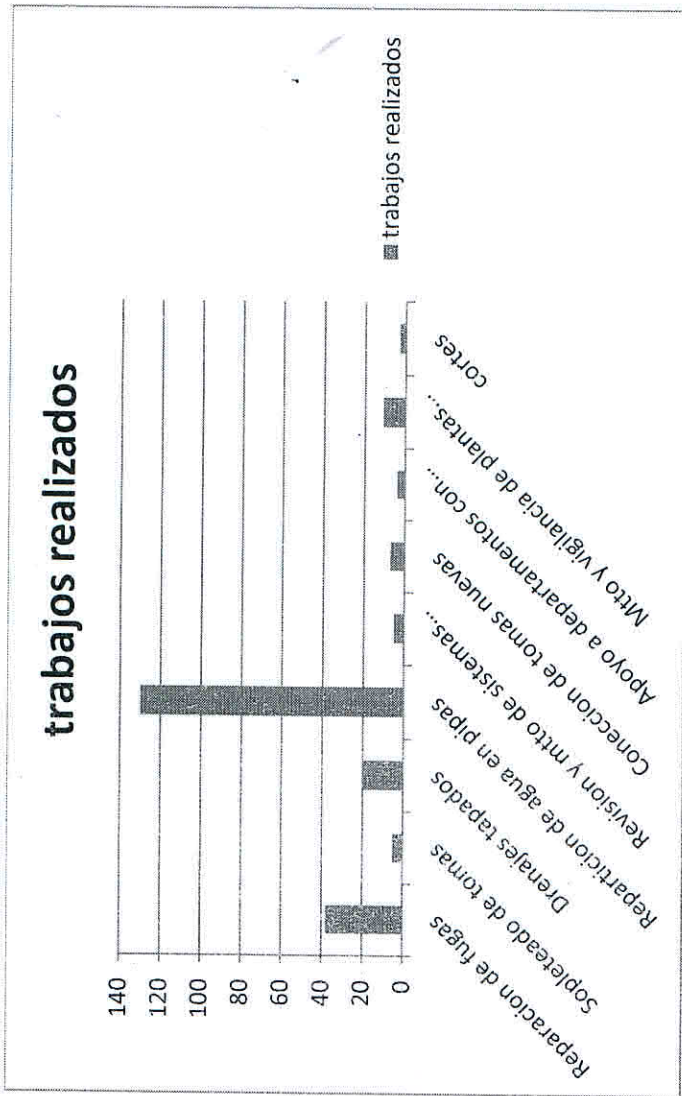 trabajos realizados
140
120
100
80
60
40
20
0
Reparacion de fugas
Sopleteado de tomas
Drenajes tapados
Reparticion de agua en pipas
Revision y mtto de sistemas...
Coneccion de tomas nuevas
Apoyo a departamentos con...
Mtto y vigilancia de plantas...
cortes
trabajos realizados